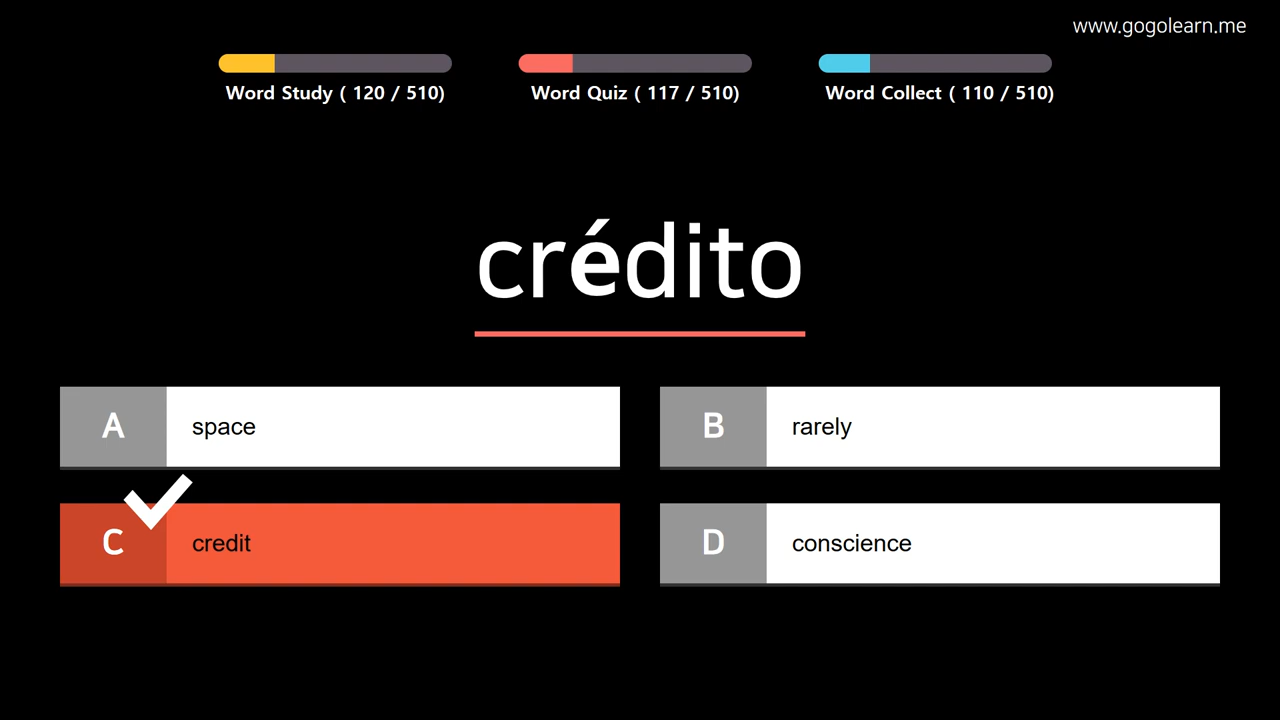 www.gogolearn.me
Word Study ( 120 / 510)
Word Quiz ( 117 / 510)
Word Collect ( 110 / 510)
crédito
A space
B rarely
C credit
D conscience